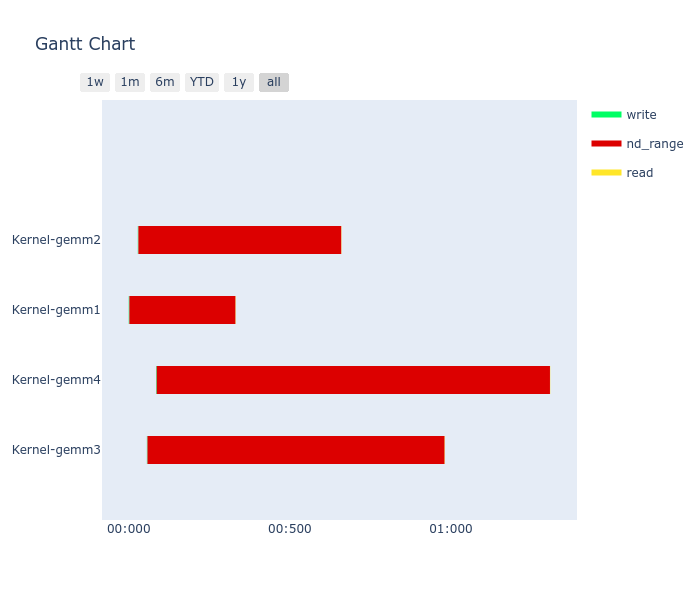 Gantt Chart
1w 1m 6m YTD 1y all
write
nd_range
read
Kernel-gemm2
Kernel-gemm1
Kernel-gemm4
Kernel-gemm3
00:000 00:500 01:000